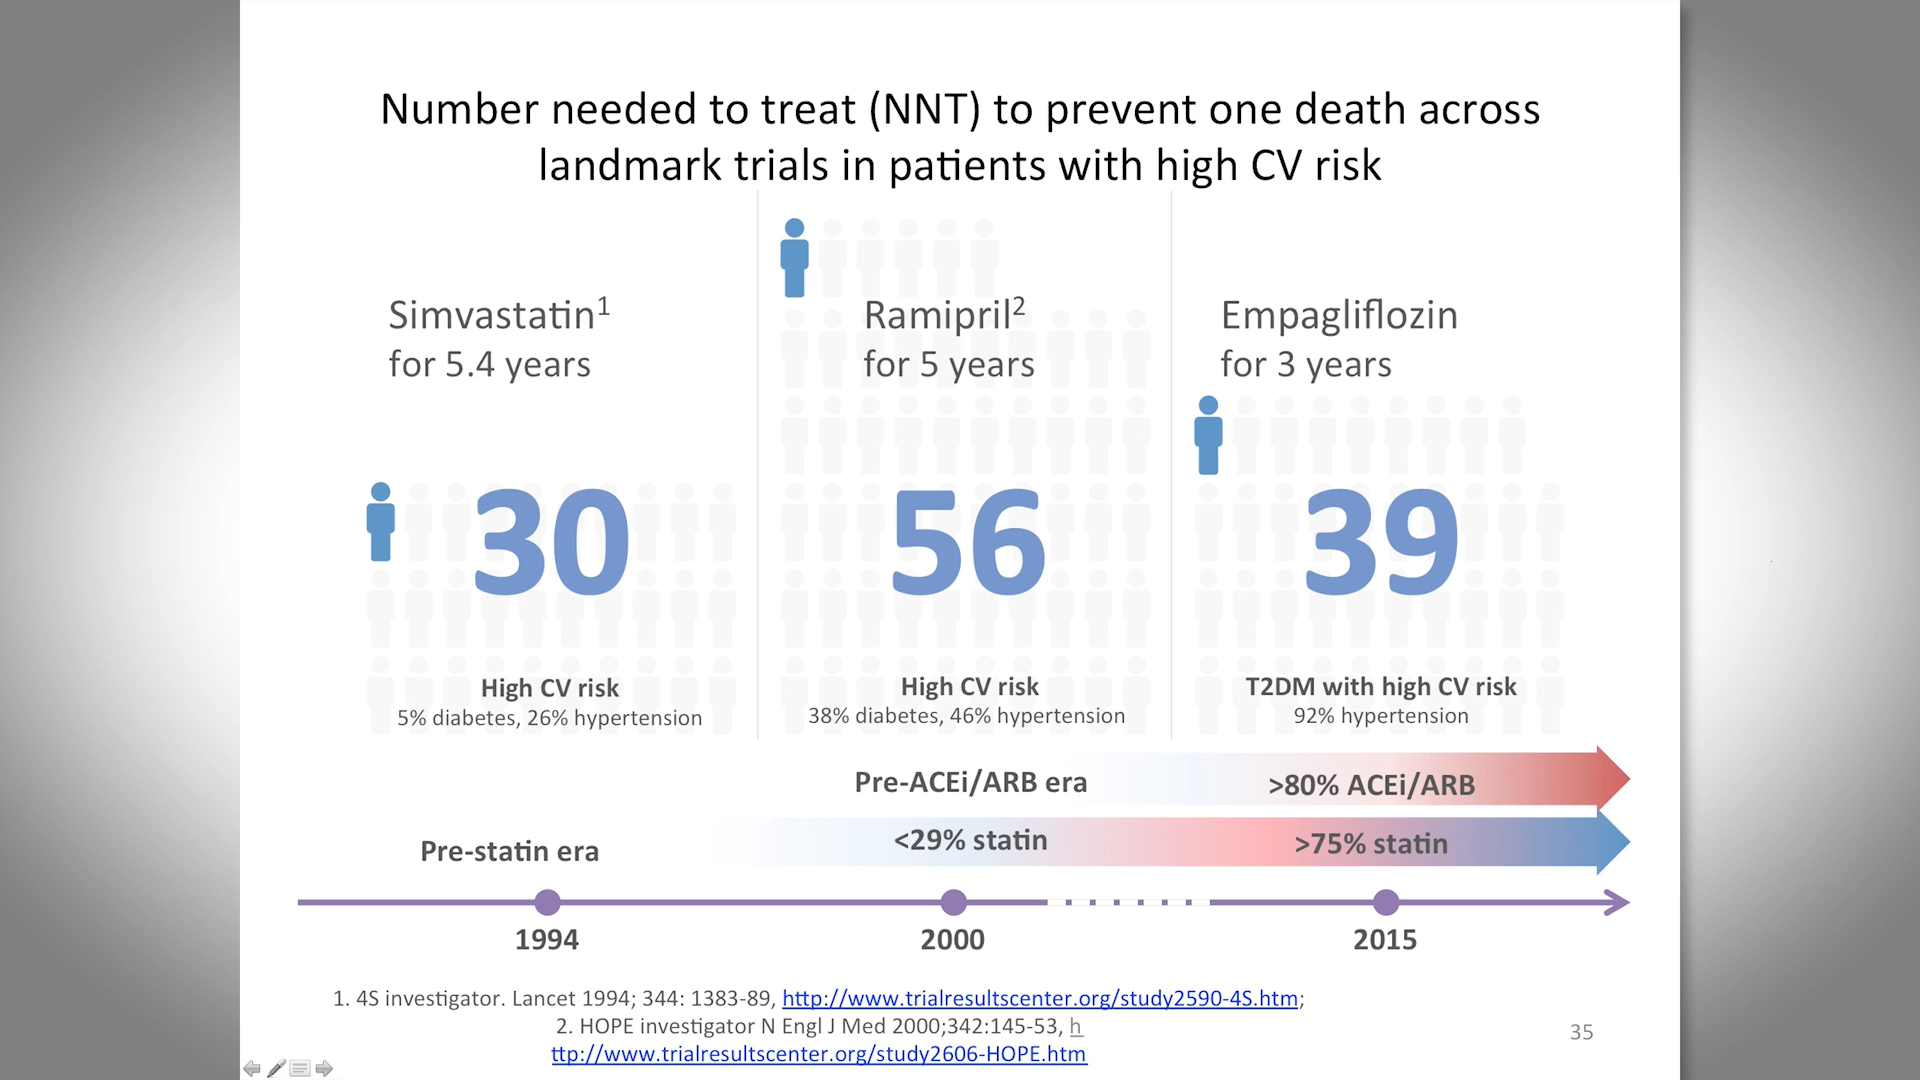 Number needed to treat (NNT) to prevent one death across
landmark trials in patients with high CV risk
Simvastatin1
for 5.4 years
30
High CV risk
5% diabetes, 26% hypertension
Ramipril2
for 5 years
56
High CV risk
38% diabetes, 46% hypertension
Empagliflozin
for 3 years
39
T2DM with high CV risk
92% hypertension
Pre-ACEi/ARB era
>80% ACEi/ARB
Pre-statin era
<29% statin
>75% statin
1994
2000
2015
1. 4S investigator. Lancet 1994; 344: 1383-89, http://www.trialresultscenter.org/study2590-4S.htm;
2. HOPE investigator N Engl J Med 2000;342:145-53, h
ttp://www.trialresultscenter.org/study2606-HOPE.htm
35